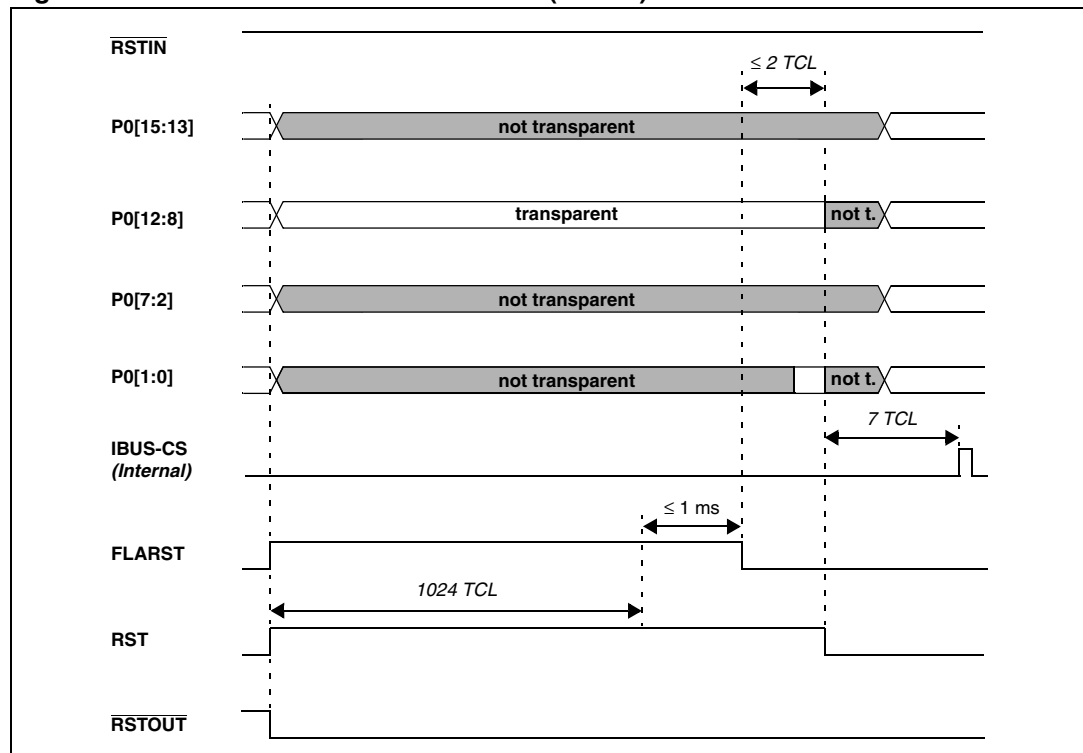 RSTIN
≤ 2 TCL
P0[15:13]
not transparent
P0[12:8]
transparent
not t.
P0[7:2]
not transparent
P0[1:0]
not transparent
not t.
7 TCL
IBUS-CS
(Internal)
≤ 1 ms
FLARST
1024 TCL
RST
RSTOUT